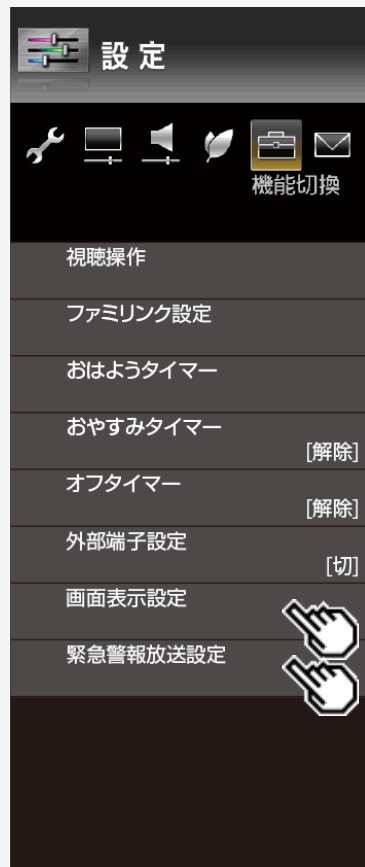 設定
機能切換
視聴操作
ファミリンク設定
おはようタイマー
おやすみタイマー
[解除]
オフタイマー
[解除]
外部端子設定
[切]
画面表示設定
緊急警報放送設定